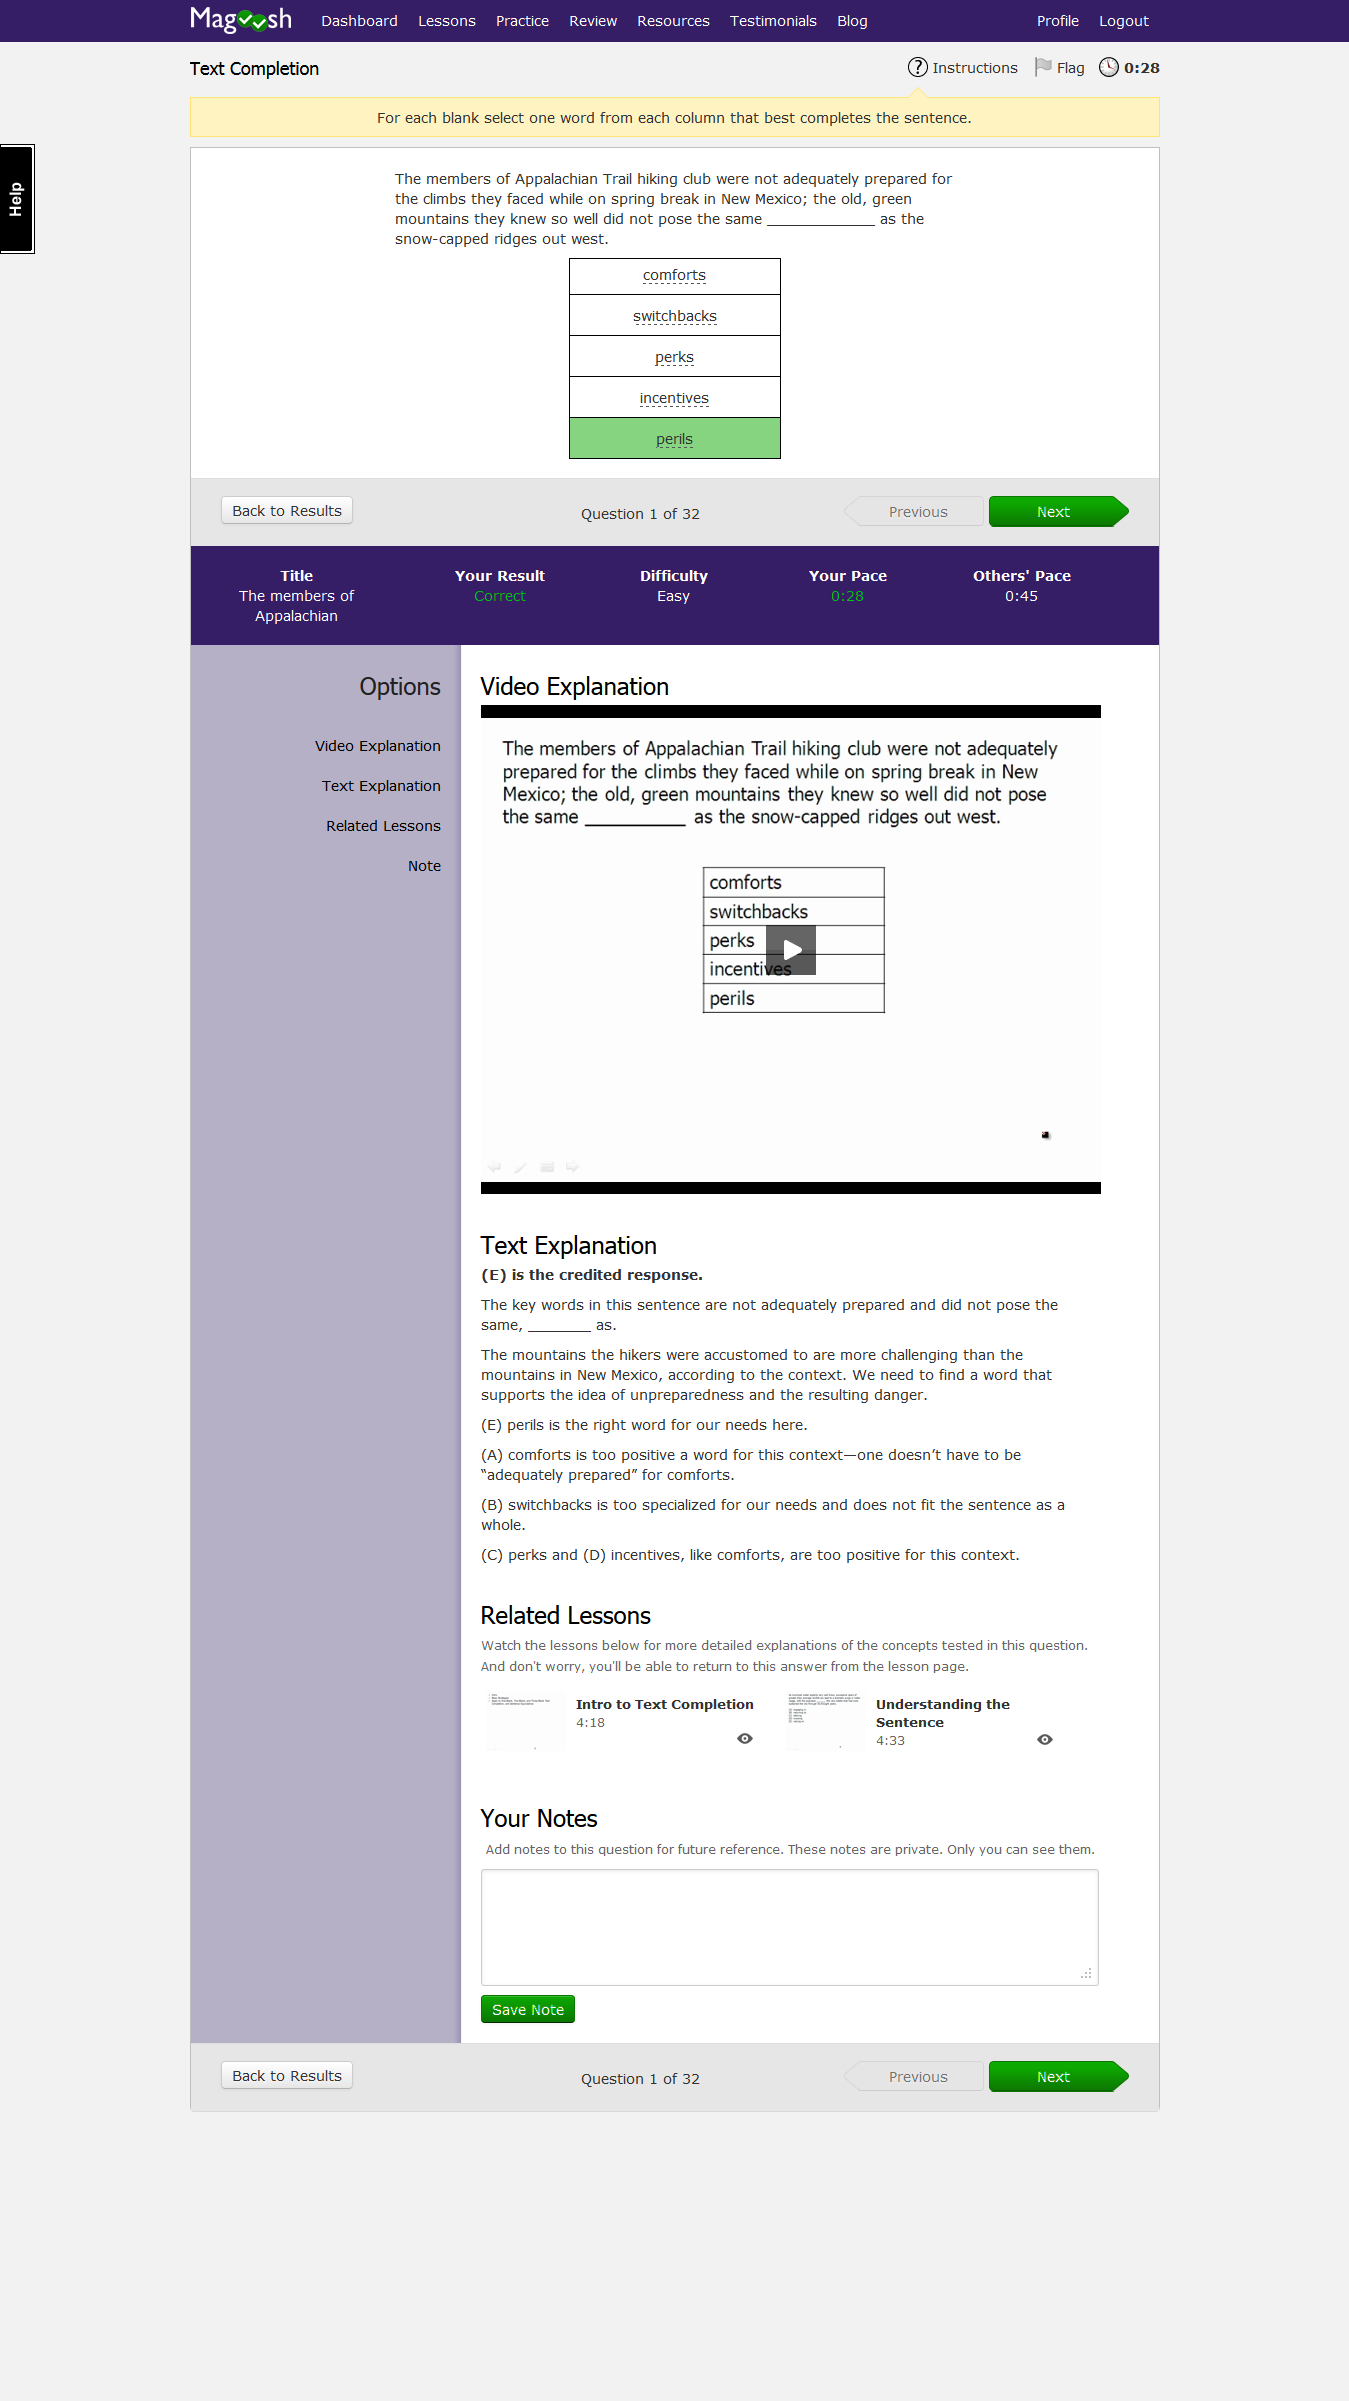 Magoosh
Dashboard Lessons Practice Review Resources Testimonials Blog Profile Logout
Text Completion
? Instructions Flag 0:28
For each blank select one word from each column that best completes the sentence.
Help
The members of Appalachian Trail hiking club were not adequately prepared for
the climbs they faced while on spring break in New Mexico; the old, green
mountains they knew so well did not pose the same _____________ as the
snow-capped ridges out west.
comforts
switchbacks
perks
incentives
perils
Back to Results
Question 1 of 32
Previous
Next
Title
The members of
Appalachian
Your Result
Correct
Difficulty
Easy
Your Pace
0:28
Others' Pace
0:45
Options
Video Explanation
Text Explanation
Related Lessons
Note
Video Explanation
The members of Appalachian Trail hiking club were not adequately
prepared for the climbs they faced while on spring break in New
Mexico; the old, green mountains they knew so well did not pose
the same __________ as the snow-capped ridges out west.
comforts
switchbacks
perks
incentives
perils
Text Explanation
(E) is the credited response.
The key words in this sentence are not adequately prepared and did not pose the
same, ________ as.
The mountains the hikers were accustomed to are more challenging than the
mountains in New Mexico, according to the context. We need to find a word that
supports the idea of unpreparedness and the resulting danger.
(E) perils is the right word for our needs here.
(A) comforts is too positive a word for this context—one doesn’t have to be
“adequately prepared” for comforts.
(B) switchbacks is too specialized for our needs and does not fit the sentence as a
whole.
(C) perks and (D) incentives, like comforts, are too positive for this context.
Related Lessons
Watch the lessons below for more detailed explanations of the concepts tested in this question.
And don't worry, you'll be able to return to this answer from the lesson page.
Intro to Text Completion
4:18
Understanding the
Sentence
4:33
Your Notes
Add notes to this question for future reference. These notes are private. Only you can see them.
Save Note
Back to Results
Question 1 of 32
Previous
Next